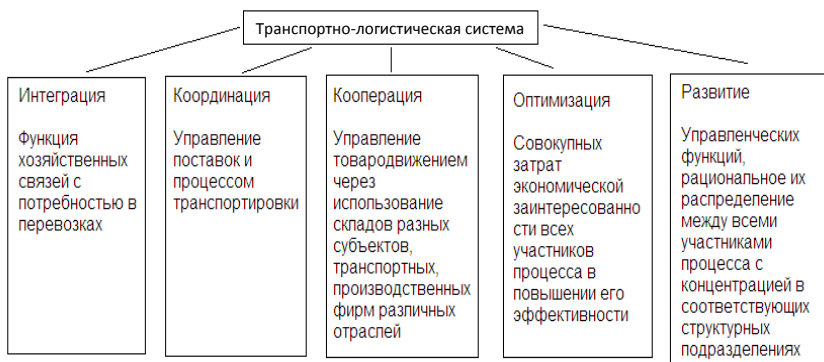 Транспортно-логистическая система
Интеграция
Функция
хозяйственных
связей с
потребностью в
перевозках
Координация
Управление
поставок и
процессом
транспортировки
Кооперация
Управление
товародвижением
через
использование
складов разных
субъектов,
транспортных,
производственных
фирм различных
отраслей
Оптимизация
Совокупных
затрат
экономической
заинтересованно
сти всех
участников
процесса в
повышении его
эффективности
Развитие
Управленческих
функций,
рациональное их
распределение
между всеми
участниками
процесса с
концентрацией в
соответствующих
структурных
подразделениях